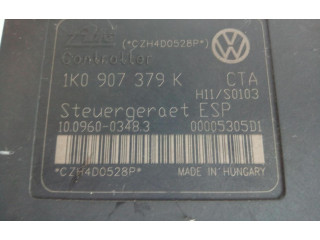 Ate (*CZH4D0528P*)
Controller
1K0 907 379 K CTA
H11/S0103
Steuergeraet ESP
10.0960-0348.3 00005305D1
*CZH4D0528P* MADE IN HUNGARY